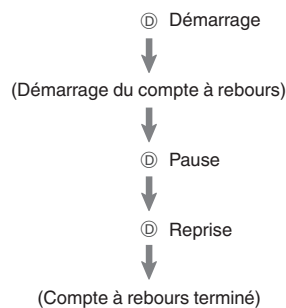 Ⓓ Démarrage
(Démarrage du compte à rebours)
Ⓓ Pause
Ⓓ Reprise
(Compte à rebours terminé)